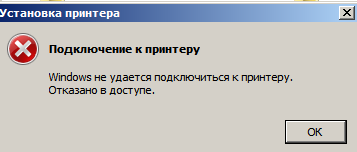 Установка принтера
Подключение к принтеру
Windows не удается подключиться к принтеру.
Отказано в доступе.
OK